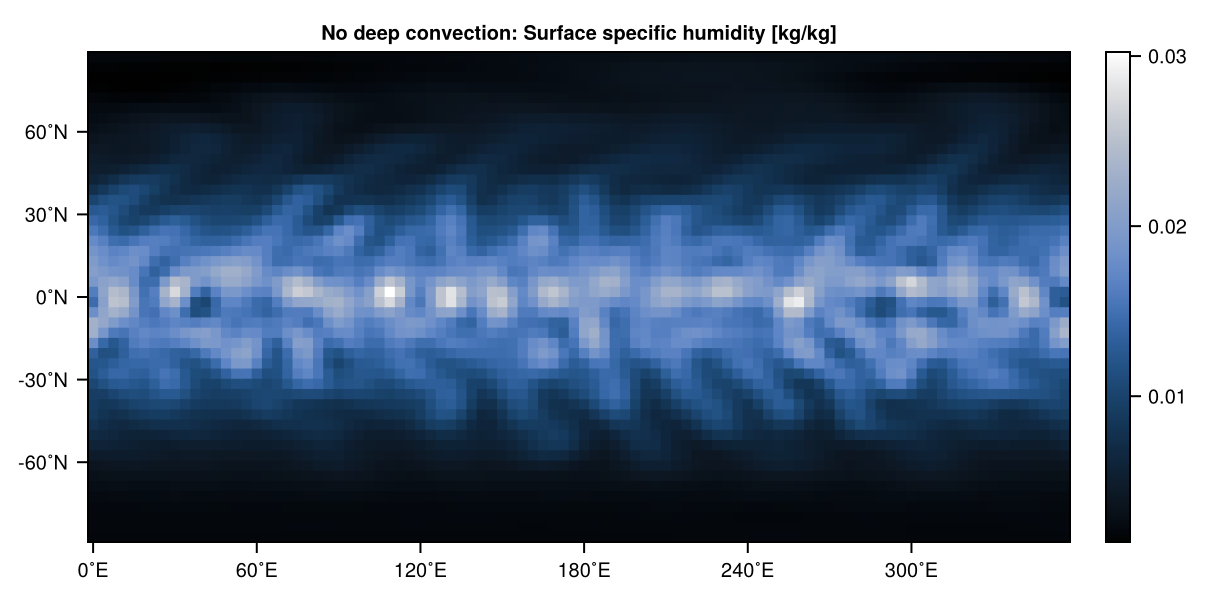 No deep convection: Surface specific humidity [kg/kg]
60˚N
30˚N
0˚N
-30˚N
-60˚N
0˚E
60˚E
120˚E
180˚E
240˚E
300˚E
0.03
0.02
0.01